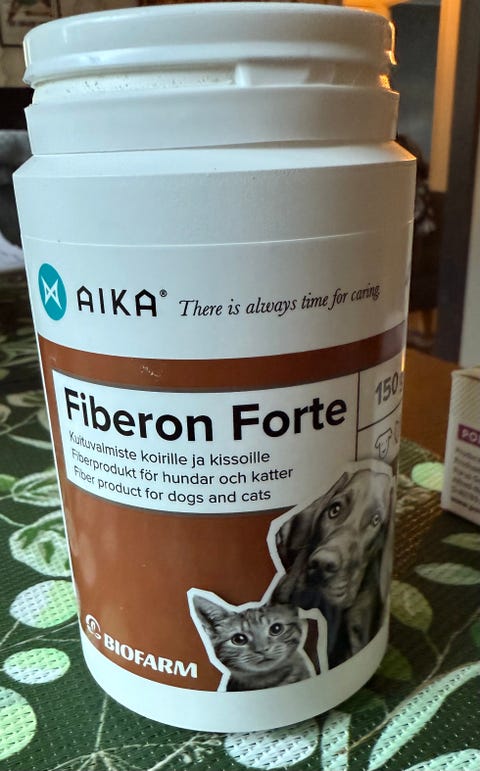 AIKA® There is always time for caring.
Fiberon Forte
150g
Kuituvalmiste koirille ja kissoille
Fiberprodukt för hundar och katter
Fiber product for dogs and cats
BIOFARM